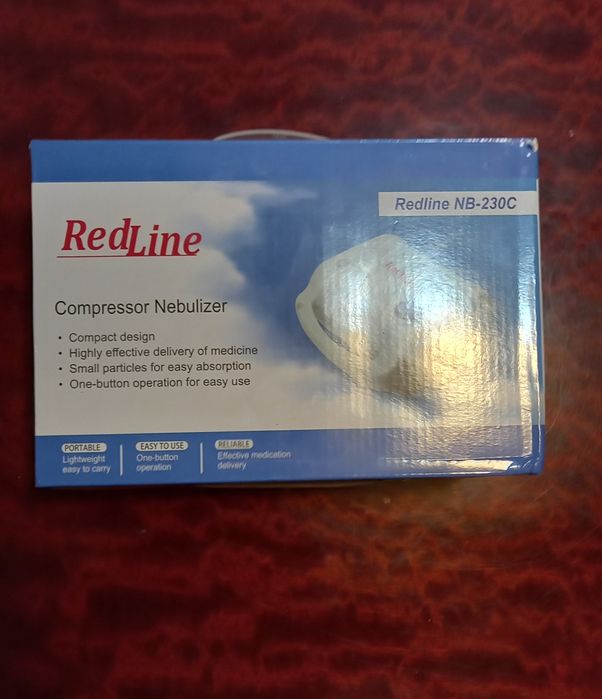 Redline NB-230C
RedLine
Compressor Nebulizer
• Compact design
• Highly effective delivery of medicine
• Small particles for easy absorption
• One-button operation for easy use
PORTABLE
Lightweight
easy to carry
EASY TO USE
One-button
operation
RELIABLE
Effective medication
delivery